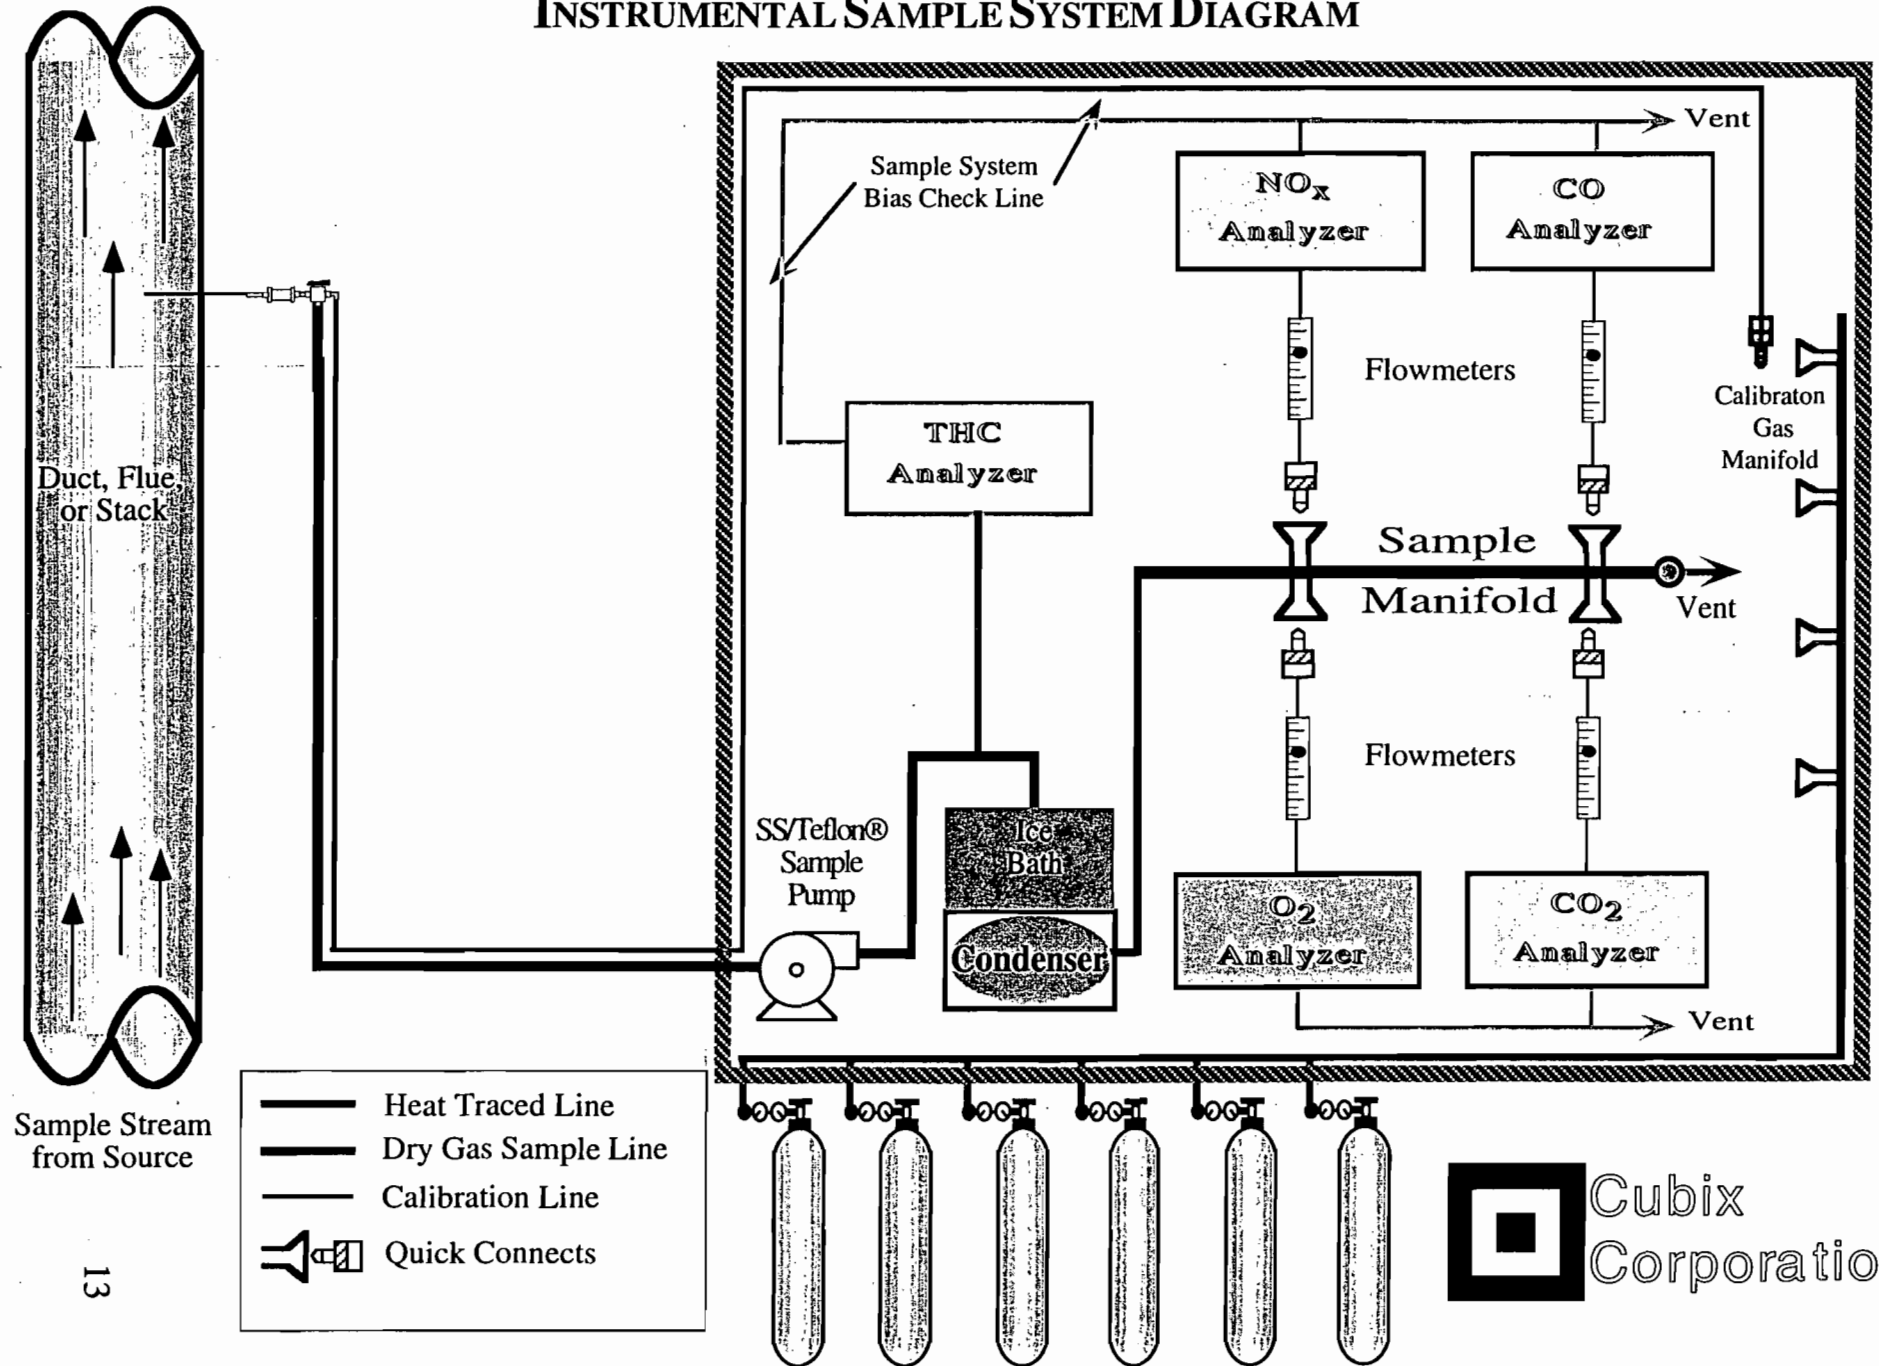 INSTRUMENTAL SAMPLE SYSTEM DIAGRAM
Vent
Sample System
Bias Check Line
NOx
Analyzer
CO
Analyzer
Flowmeters
Calibraton
Gas
Manifold
THC
Analyzer
Duct, Flue,
or Stack
Sample
Manifold
Vent
Flowmeters
SS/Teflon®
Sample
Pump
Ice
Bath
Condenser
O2
Analyzer
CO2
Analyzer
Vent
Sample Stream
from Source
Heat Traced Line
Dry Gas Sample Line
Calibration Line
Quick Connects
13
Cubix
Corporatio